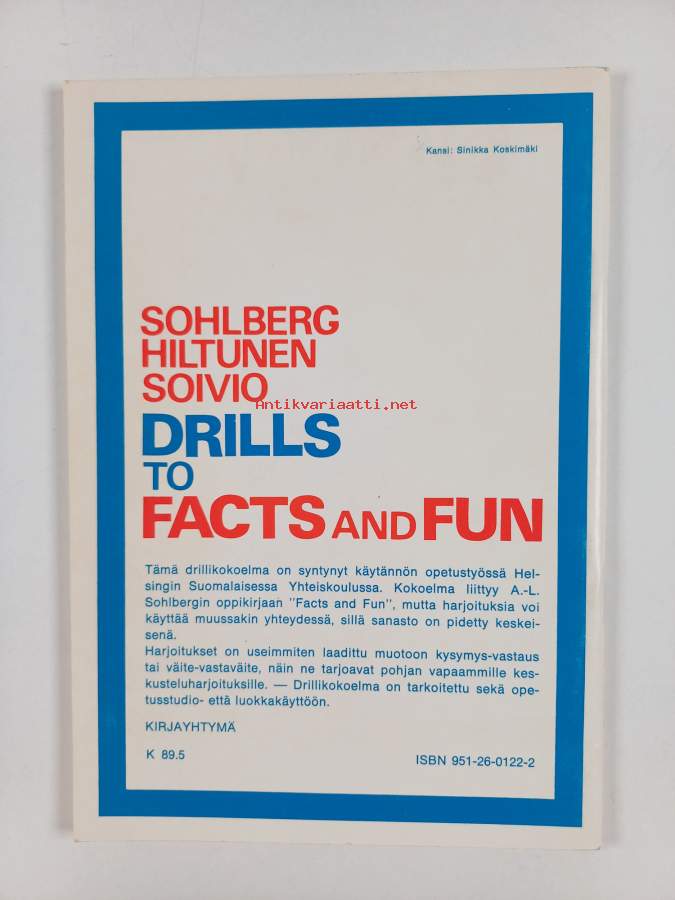 Kansi: Sinikka Koskimäki
SOHLBERG
HILTUNEN
SOIVIO
Antikvariaatti.net
DRILLS
TO
FACTS AND FUN
Tämä drillikokoelma on syntynyt käytännön opetustyössä Hel-
singin Suomalaisessa Yhteiskoulussa. Kokoelma liittyy A.-L.
Sohlbergin oppikirjaan "Facts and Fun", mutta harjoituksia voi
käyttää muussakin yhteydessä, sillä sanasto on pidetty keskei-
senä.
Harjoitukset on useimmiten laadittu muotoon kysymys-vastaus
tai väite-vastaväite, näin ne tarjoavat pohjan vapaammille kes-
kusteluharjoituksille. — Drillikokoelma on tarkoitettu sekä ope-
tusstudio- että luokkakäyttöön.
KIRJAYHTYMÄ
K 89.5
ISBN 951-26-0122-2